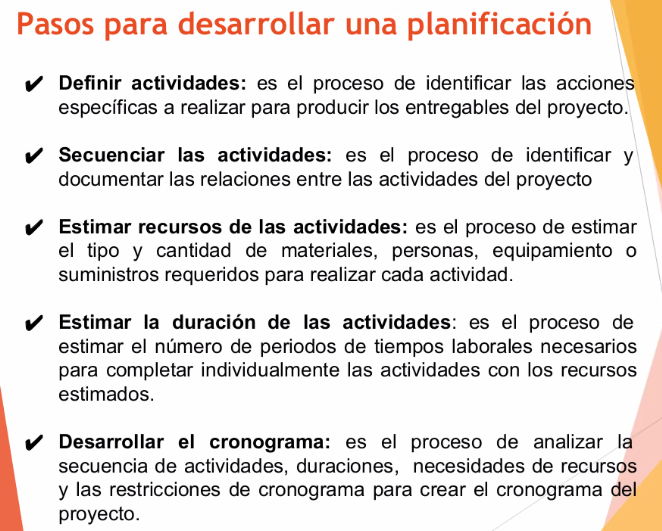 Pasos para desarrollar una planificación
✔ Definir actividades: es el proceso de identificar las acciones
específicas a realizar para producir los entregables del proyecto.
✔ Secuenciar las actividades: es el proceso de identificar y
documentar las relaciones entre las actividades del proyecto
✔ Estimar recursos de las actividades: es el proceso de estimar
el tipo y cantidad de materiales, personas, equipamiento o
suministros requeridos para realizar cada actividad.
✔ Estimar la duración de las actividades: es el proceso de
estimar el número de periodos de tiempos laborales necesarios
para completar individualmente las actividades con los recursos
estimados.
✔ Desarrollar el cronograma: es el proceso de analizar la
secuencia de actividades, duraciones, necesidades de recursos
y las restricciones de cronograma para crear el cronograma del
proyecto.